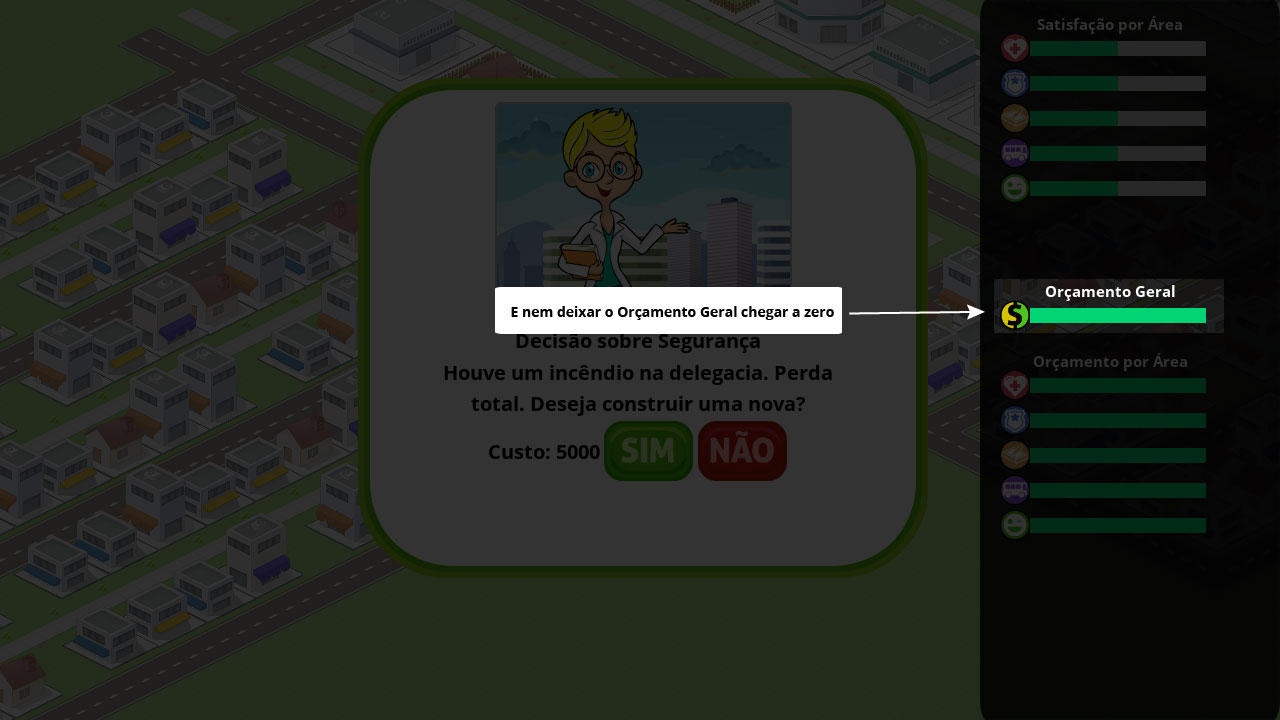 Satisfação por Área
Orçamento Geral
E nem deixar o Orçamento Geral chegar a zero
Decisão sobre Segurança
Houve um incêndio na delegacia. Perda
total. Deseja construir uma nova?
Custo: 5000 SIM NÃO
Orçamento por Área